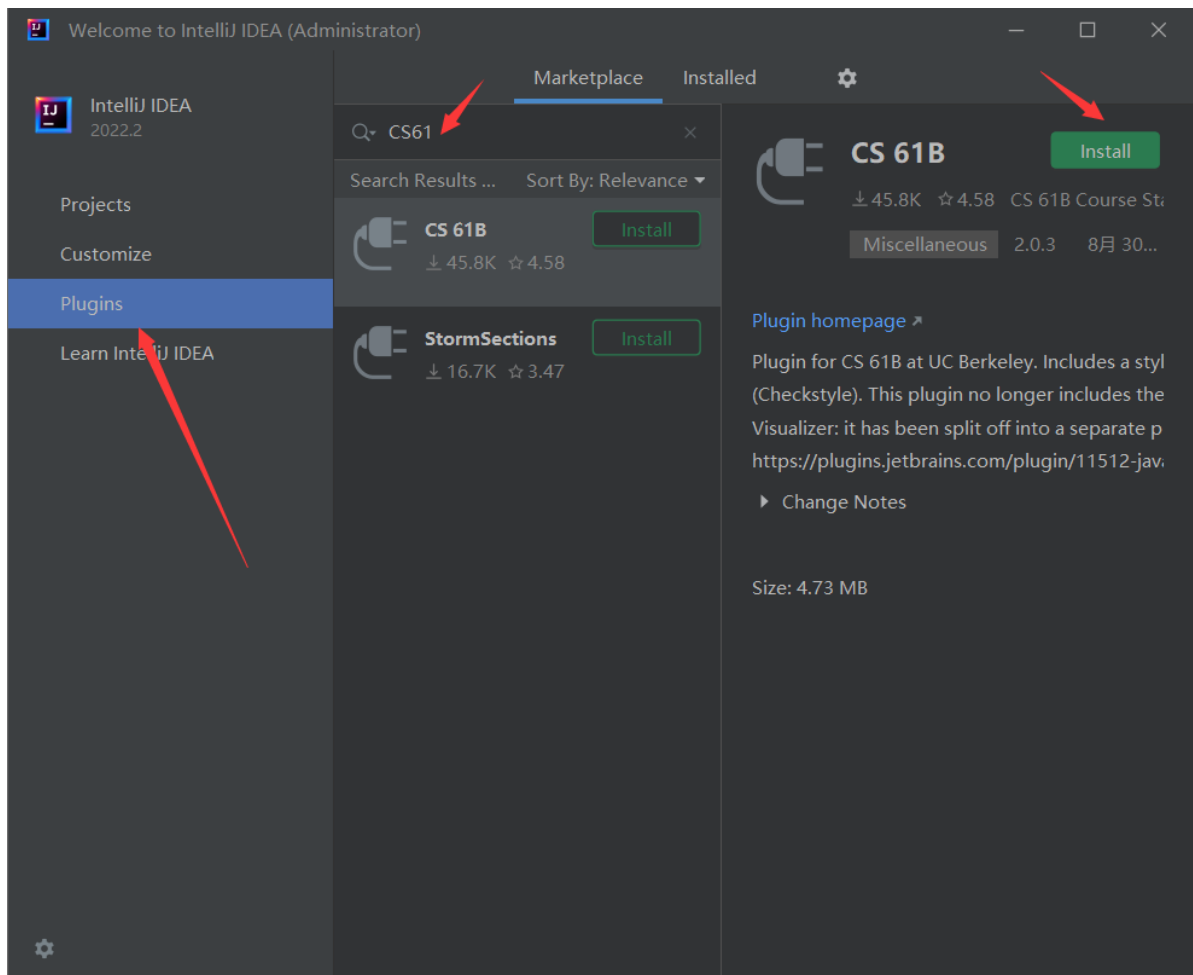 Welcome to IntelliJ IDEA (Administrator)
IntelliJ IDEA
2022.2
Projects
Customize
Plugins
Learn IntelliJ IDEA
Marketplace Installed
CS61
Search Results ... Sort By: Relevance
CS 61B Install
45.8K 4.58
StormSections Install
16.7K 3.47
CS 61B Install
45.8K 4.58 CS 61B Course Sta
Miscellaneous 2.0.3 8月 30...
Plugin homepage
Plugin for CS 61B at UC Berkeley. Includes a styl
(Checkstyle). This plugin no longer includes the
Visualizer: it has been split off into a separate p
https://plugins.jetbrains.com/plugin/11512-java
Change Notes
Size: 4.73 MB